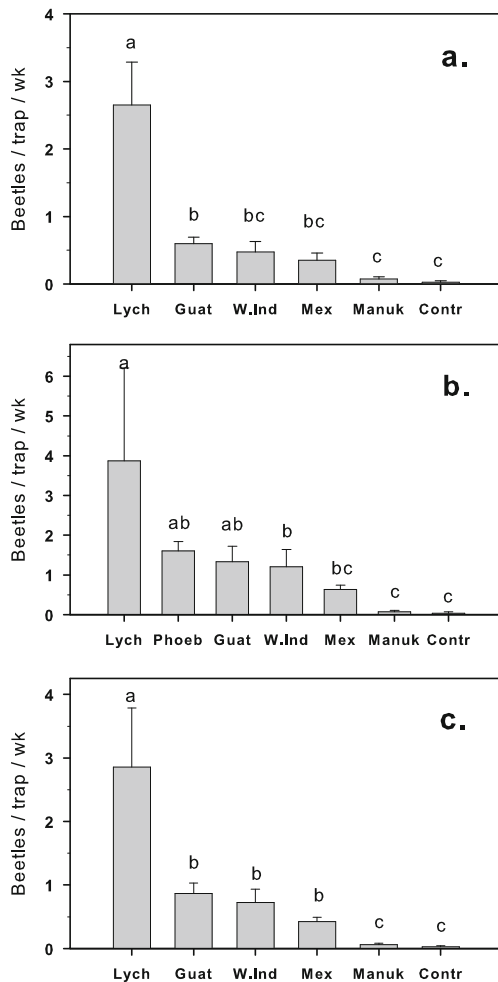 a.
Beetles / trap / wk
4
3
2
1
0
a
b
bc
bc
c
c
Lych Guat W.Ind Mex Manuk Contr
b.
Beetles / trap / wk
6
5
4
3
2
1
0
a
ab
ab
b
bc
c
c
Lych Phoeb Guat W.Ind Mex Manuk Contr
c.
Beetles / trap / wk
4
3
2
1
0
a
b
b
b
c
c
Lych Guat W.Ind Mex Manuk Contr